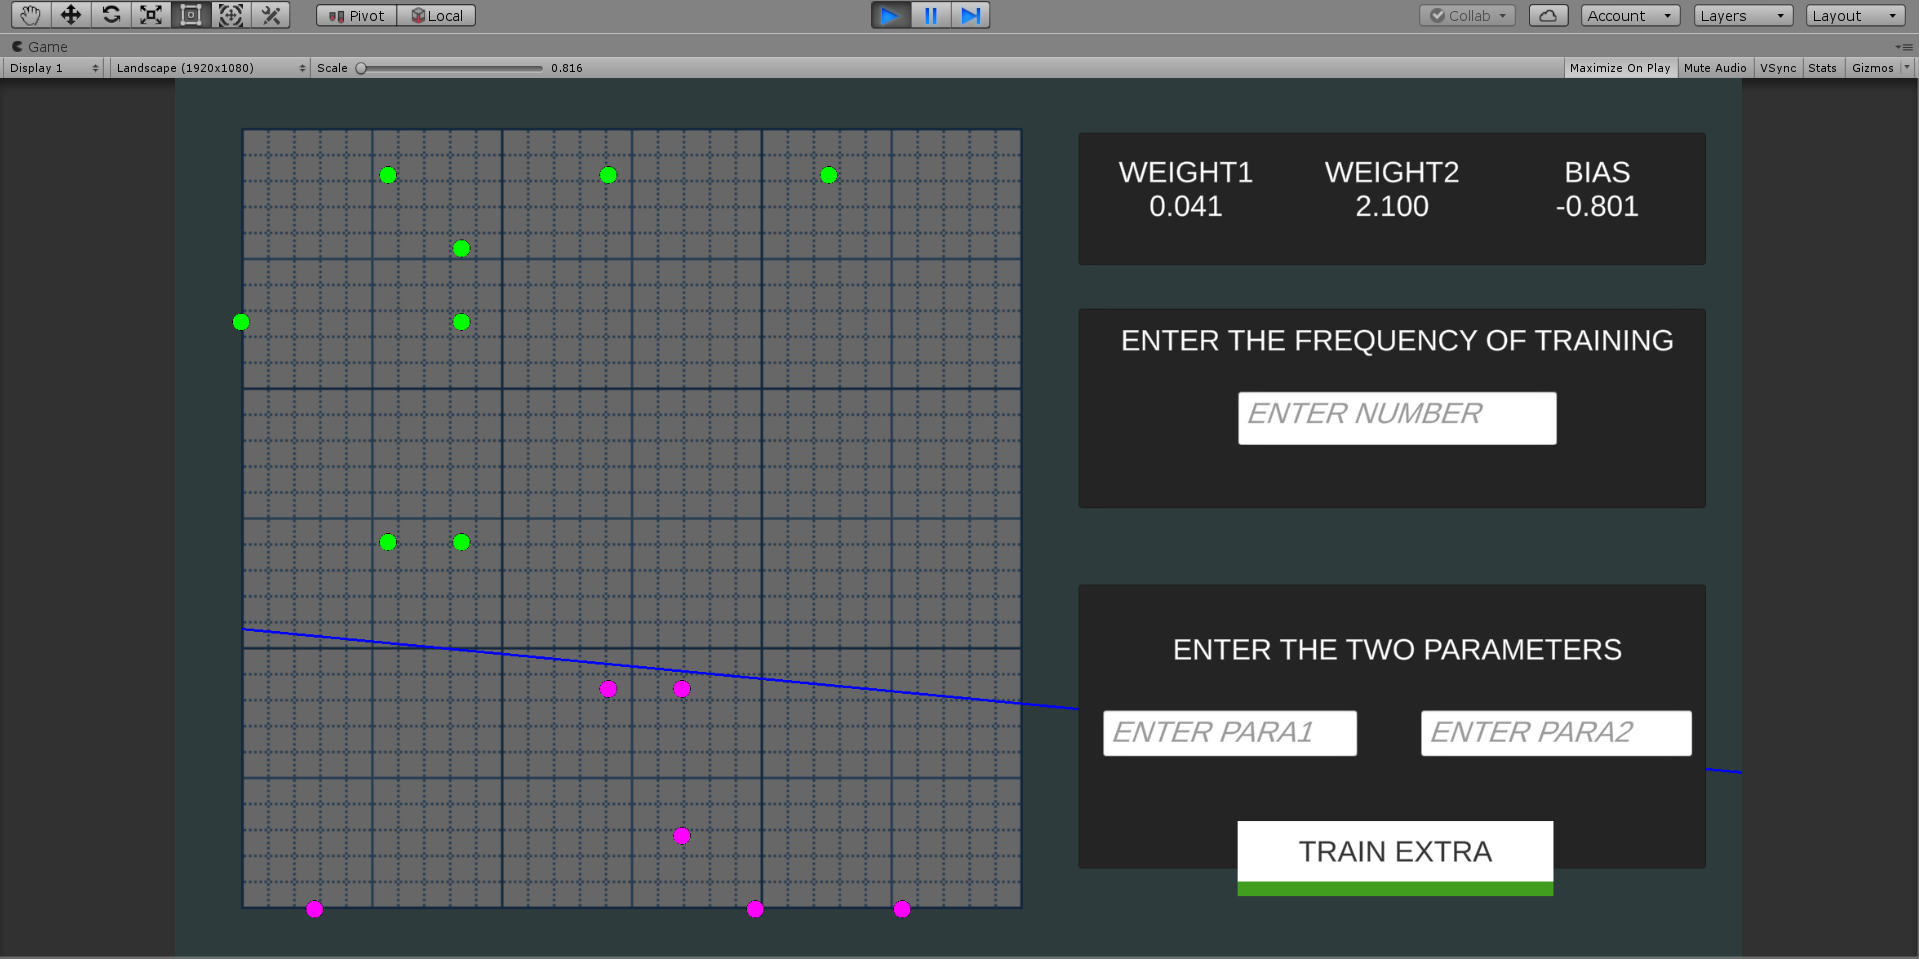 Pivot Local Collab Account Layers Layout
Game
Display 1 Landscape (1920x1080) Scale 0.816 Maximize On Play Mute Audio VSync Stats Gizmos
WEIGHT1 WEIGHT2 BIAS
0.041 2.100 -0.801
ENTER THE FREQUENCY OF TRAINING
ENTER NUMBER
ENTER THE TWO PARAMETERS
ENTER PARA1 ENTER PARA2
TRAIN EXTRA